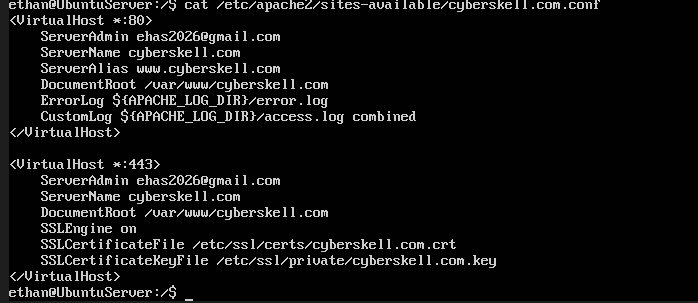 ethan@UbuntuServer:/$ cat /etc/apache2/sites-available/cyberskell.com.conf
<VirtualHost *:80>
    ServerAdmin ehas2026@gmail.com
    ServerName cyberskell.com
    ServerAlias www.cyberskell.com
    DocumentRoot /var/www/cyberskell.com
    ErrorLog ${APACHE_LOG_DIR}/error.log
    CustomLog ${APACHE_LOG_DIR}/access.log combined
</VirtualHost>

<VirtualHost *:443>
    ServerAdmin ehas2026@gmail.com
    ServerName cyberskell.com
    DocumentRoot /var/www/cyberskell.com
    SSLEngine on
    SSLCertificateFile /etc/ssl/certs/cyberskell.com.crt
    SSLCertificateKeyFile /etc/ssl/private/cyberskell.com.key
</VirtualHost>
ethan@UbuntuServer:/$ _